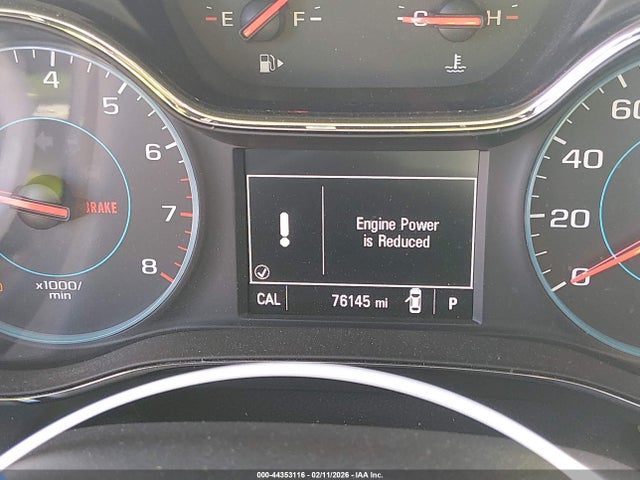 E F
C H
4
5
6
7
8
BRAKE
x1000/
min
Engine Power
is Reduced
CAL 76145 mi P
60
40
20
0
000-44353116 - 02/11/2026 - IAA Inc.